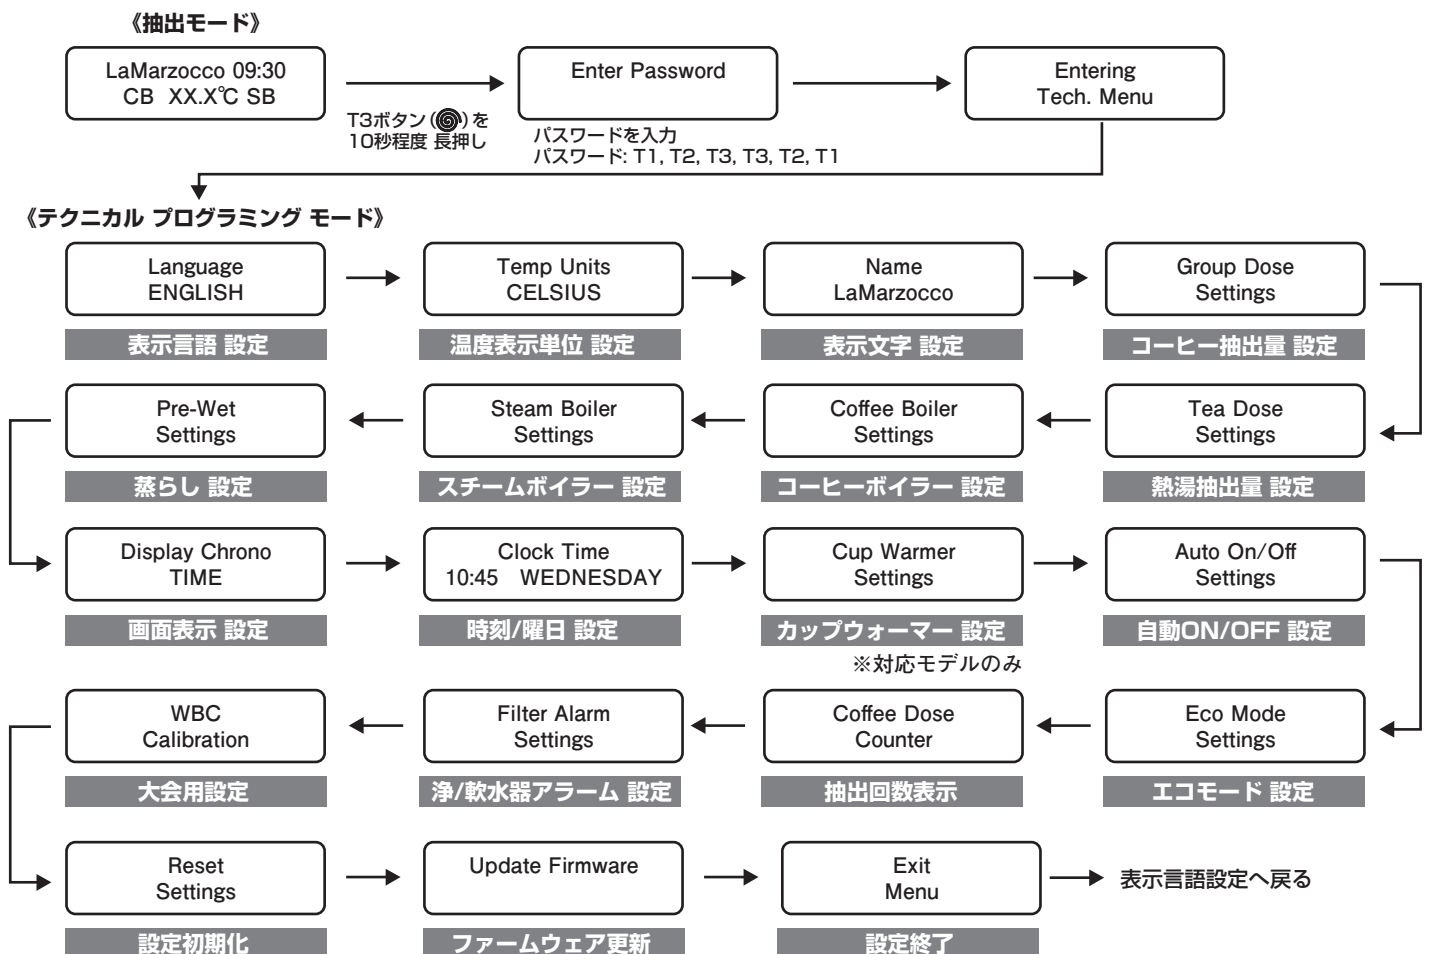 《抽出モード》
LaMarzocco 09:30
CB XX.X℃ SB
T3ボタン( )を
10秒程度 長押し
Enter Password
パスワードを入力
パスワード: T1, T2, T3, T3, T2, T1
Entering
Tech. Menu
《テクニカル プログラミング モード》
Language
ENGLISH
表示言語 設定
Temp Units
CELSIUS
温度表示単位 設定
Name
LaMarzocco
表示文字 設定
Group Dose
Settings
コーヒー抽出量 設定
Tea Dose
Settings
熱湯抽出量 設定
Coffee Boiler
Settings
コーヒーボイラー 設定
Steam Boiler
Settings
スチームボイラー 設定
Pre-Wet
Settings
蒸らし 設定
Display Chrono
TIME
画面表示 設定
Clock Time
10:45 WEDNESDAY
時刻/曜日 設定
Cup Warmer
Settings
カップウォーマー 設定
※対応モデルのみ
Auto On/Off
Settings
自動ON/OFF 設定
Eco Mode
Settings
エコモード 設定
Coffee Dose
Counter
抽出回数表示
Filter Alarm
Settings
浄/軟水器アラーム 設定
WBC
Calibration
大会用設定
Reset
Settings
設定初期化
Update Firmware
ファームウェア更新
Exit
Menu
設定終了
表示言語設定へ戻る